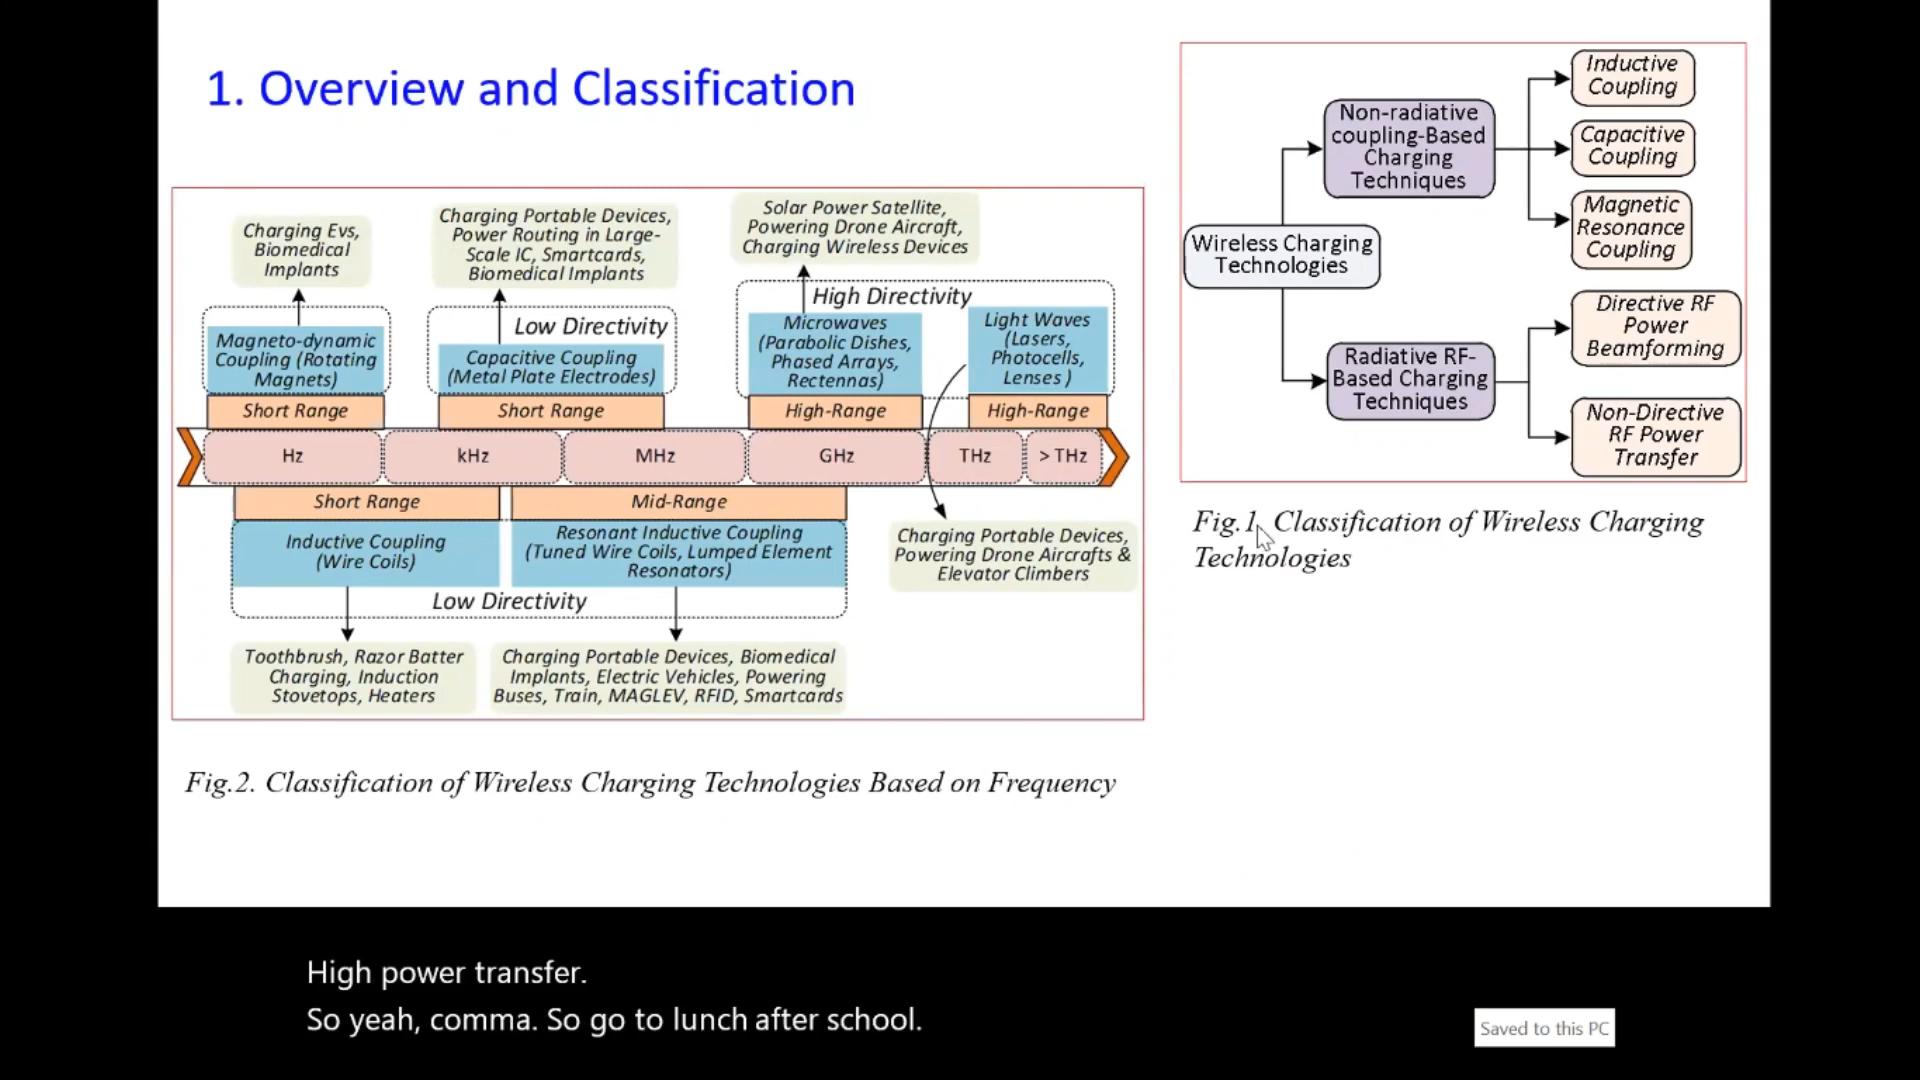 1. Overview and Classification
Charging Evs,
Biomedical
Implants
Charging Portable Devices,
Power Routing in Large-
Scale IC, Smartcards,
Biomedical Implants
Solar Power Satellite,
Powering Drone Aircraft,
Charging Wireless Devices
Magneto-dynamic
Coupling (Rotating
Magnets)
Low Directivity
Capacitive Coupling
(Metal Plate Electrodes)
High Directivity
Microwaves
(Parabolic Dishes,
Phased Arrays,
Rectennas)
Light Waves
(Lasers,
Photocells,
Lenses )
Short Range
Short Range
High-Range
High-Range
Hz
kHz
MHz
GHz
THz
> THz
Short Range
Mid-Range
Inductive Coupling
(Wire Coils)
Resonant Inductive Coupling
(Tuned Wire Coils, Lumped Element
Resonators)
Charging Portable Devices,
Powering Drone Aircrafts &
Elevator Climbers
Low Directivity
Toothbrush, Razor Batter
Charging, Induction
Stovetops, Heaters
Charging Portable Devices, Biomedical
Implants, Electric Vehicles, Powering
Buses, Train, MAGLEV, RFID, Smartcards
Fig.2. Classification of Wireless Charging Technologies Based on Frequency
Wireless Charging
Technologies
Non-radiative
coupling-Based
Charging
Techniques
Inductive
Coupling
Capacitive
Coupling
Magnetic
Resonance
Coupling
Radiative RF-
Based Charging
Techniques
Directive RF
Power
Beamforming
Non-Directive
RF Power
Transfer
Fig.1. Classification of Wireless Charging
Technologies
High power transfer.
So yeah, comma. So go to lunch after school.
Saved to this PC